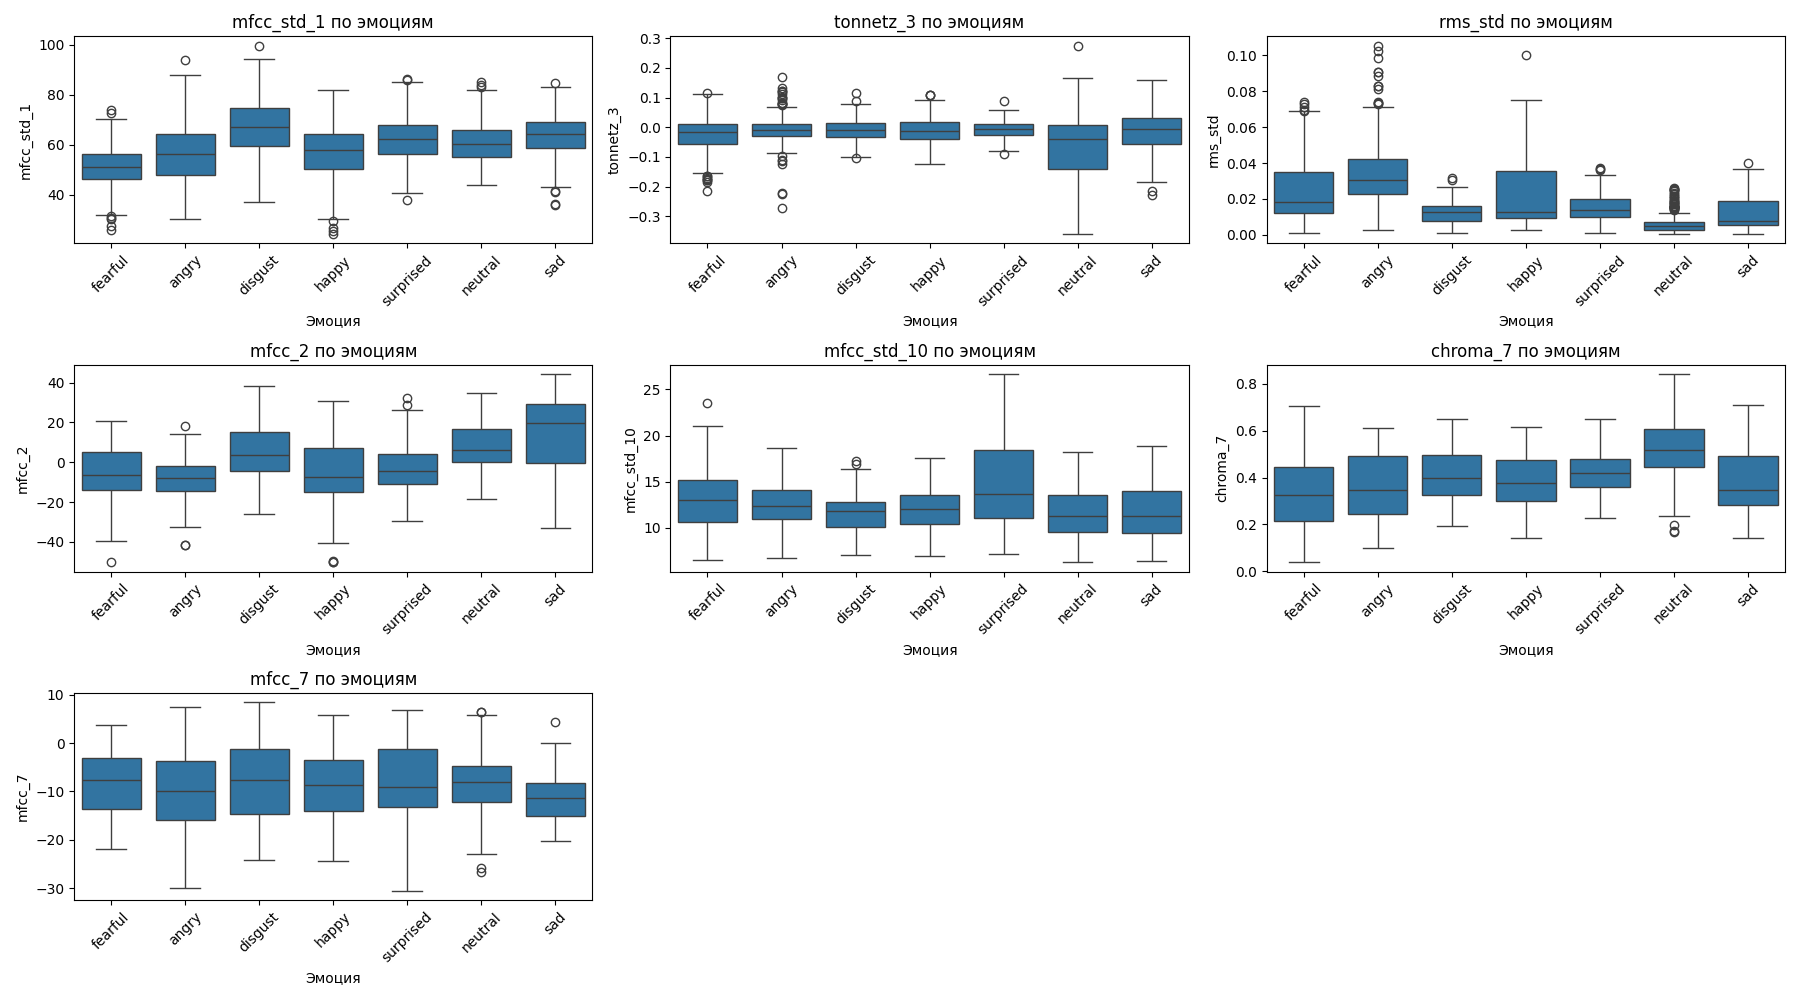 mfcc_std_1 по эмоциям
mfcc_std_1
100
80
60
40
fearful
angry
disgust
happy
surprised
neutral
sad
Эмоция
tonnetz_3 по эмоциям
tonnetz_3
0.3
0.2
0.1
0.0
−0.1
−0.2
−0.3
fearful
angry
disgust
happy
surprised
neutral
sad
Эмоция
rms_std по эмоциям
rms_std
0.10
0.08
0.06
0.04
0.02
0.00
fearful
angry
disgust
happy
surprised
neutral
sad
Эмоция
mfcc_2 по эмоциям
mfcc_2
40
20
0
−20
−40
fearful
angry
disgust
happy
surprised
neutral
sad
Эмоция
mfcc_std_10 по эмоциям
mfcc_std_10
25
20
15
10
fearful
angry
disgust
happy
surprised
neutral
sad
Эмоция
chroma_7 по эмоциям
chroma_7
0.8
0.6
0.4
0.2
0.0
fearful
angry
disgust
happy
surprised
neutral
sad
Эмоция
mfcc_7 по эмоциям
mfcc_7
10
0
−10
−20
−30
fearful
angry
disgust
happy
surprised
neutral
sad
Эмоция